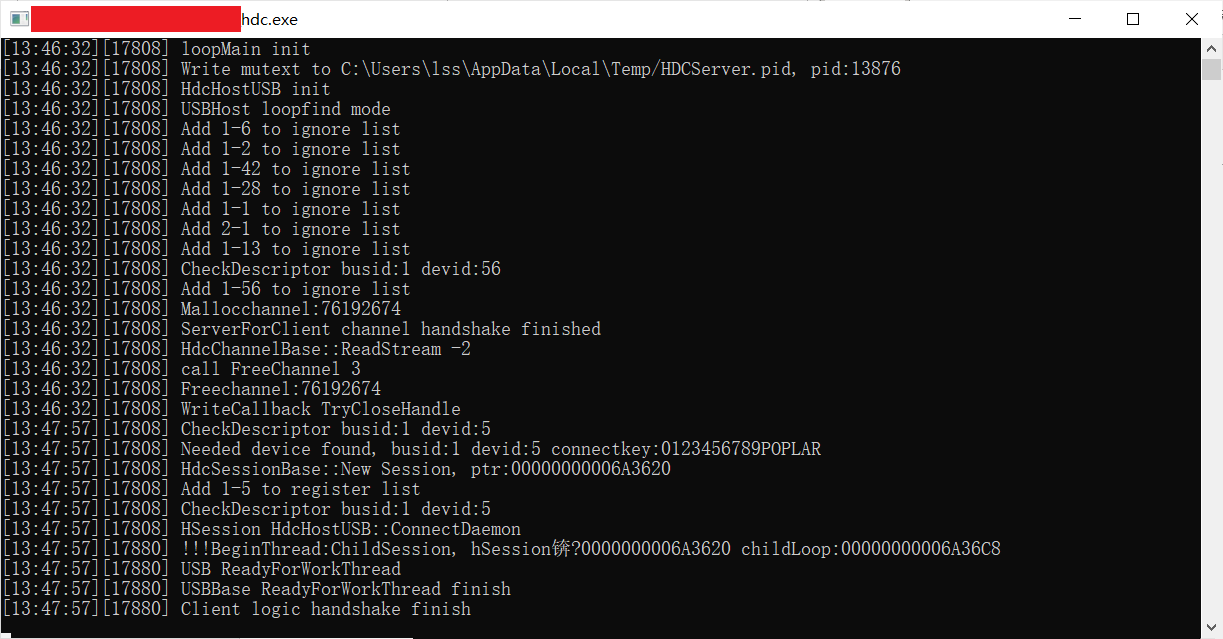 hdc.exe
[13:46:32][17808] loopMain init
[13:46:32][17808] Write mutext to C:\Users\lss\AppData\Local\Temp/HDCServer.pid, pid:13876
[13:46:32][17808] HdcHostUSB init
[13:46:32][17808] USBHost loopfind mode
[13:46:32][17808] Add 1-6 to ignore list
[13:46:32][17808] Add 1-2 to ignore list
[13:46:32][17808] Add 1-42 to ignore list
[13:46:32][17808] Add 1-28 to ignore list
[13:46:32][17808] Add 1-1 to ignore list
[13:46:32][17808] Add 2-1 to ignore list
[13:46:32][17808] Add 1-13 to ignore list
[13:46:32][17808] CheckDescriptor busid:1 devid:56
[13:46:32][17808] Add 1-56 to ignore list
[13:46:32][17808] Mallocchannel:76192674
[13:46:32][17808] ServerForClient channel handshake finished
[13:46:32][17808] HdcChannelBase::ReadStream -2
[13:46:32][17808] call FreeChannel 3
[13:46:32][17808] Freechannel:76192674
[13:46:32][17808] WriteCallback TryCloseHandle
[13:47:57][17808] CheckDescriptor busid:1 devid:5
[13:47:57][17808] Needed device found, busid:1 devid:5 connectkey:0123456789POPLAR
[13:47:57][17808] HdcSessionBase::New Session, ptr:00000000006A3620
[13:47:57][17808] Add 1-5 to register list
[13:47:57][17808] CheckDescriptor busid:1 devid:5
[13:47:57][17808] HSession HdcHostUSB::ConnectDaemon
[13:47:57][17880] !!!BeginThread:ChildSession, hSession锛?0000000006A3620 childLoop:00000000006A36C8
[13:47:57][17880] USB ReadyForWorkThread
[13:47:57][17880] USBBase ReadyForWorkThread finish
[13:47:57][17880] Client logic handshake finish